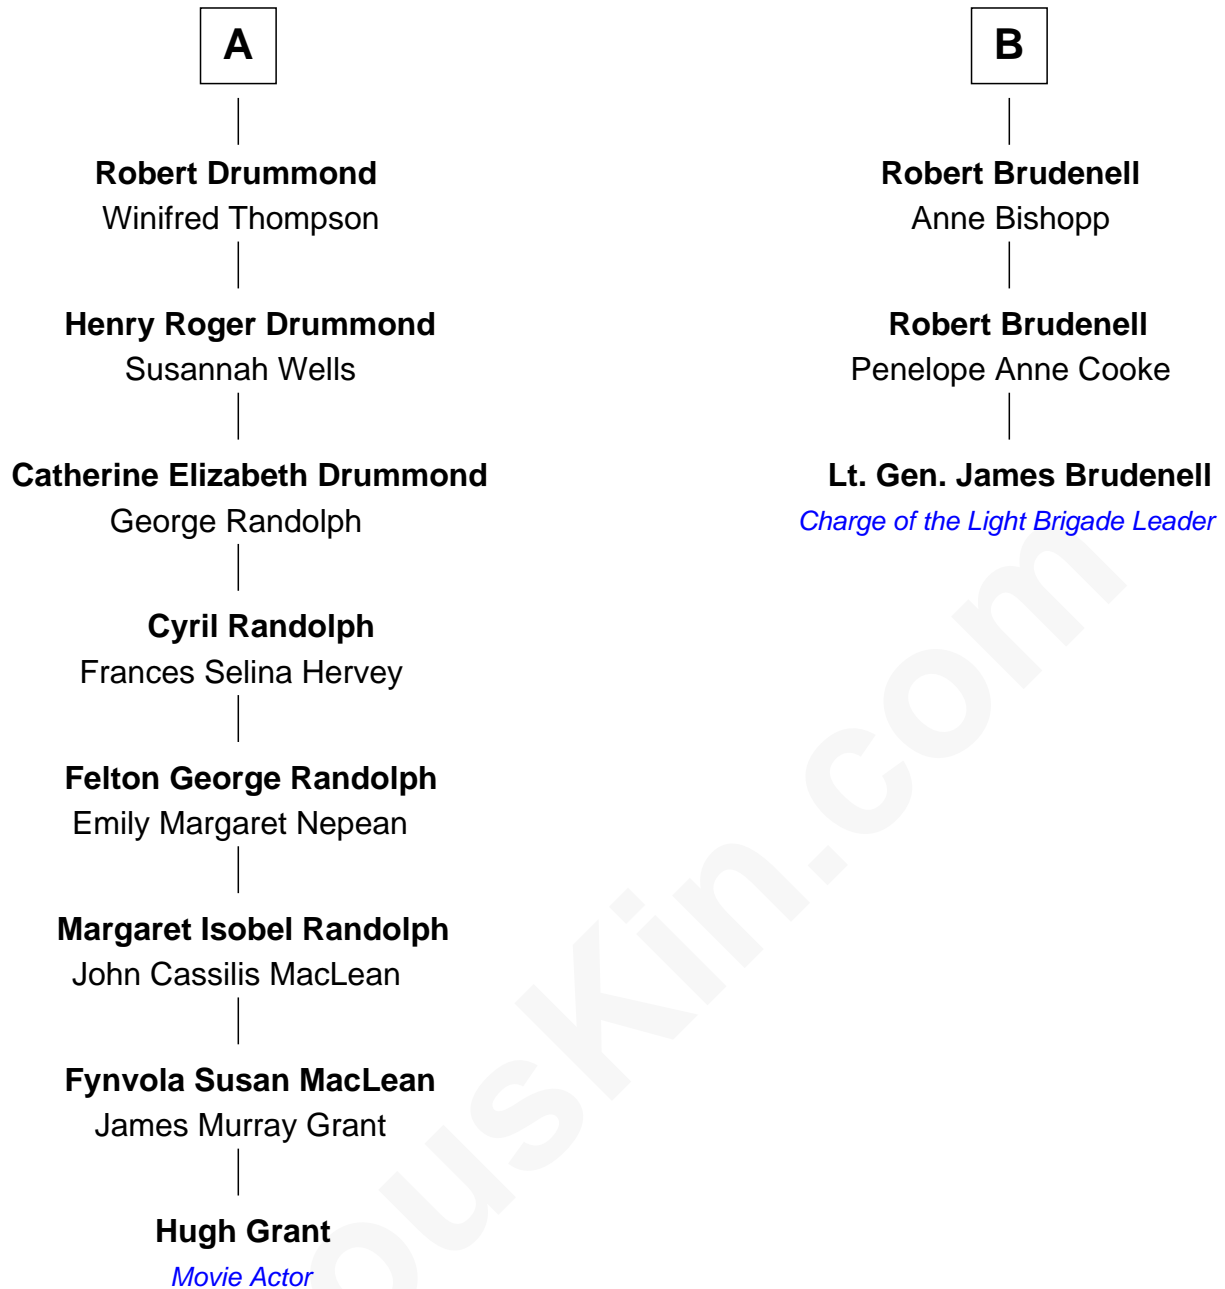 A
Robert Drummond
Winifred Thompson
Henry Roger Drummond
Susannah Wells
Catherine Elizabeth Drummond
George Randolph
Cyril Randolph
Frances Selina Hervey
Felton George Randolph
Emily Margaret Nepean
Margaret Isobel Randolph
John Cassilis MacLean
Fynvola Susan MacLean
James Murray Grant
Hugh Grant
Movie Actor
B
Robert Brudenell
Anne Bishopp
Robert Brudenell
Penelope Anne Cooke
Lt. Gen. James Brudenell
Charge of the Light Brigade Leader
ousKin.com